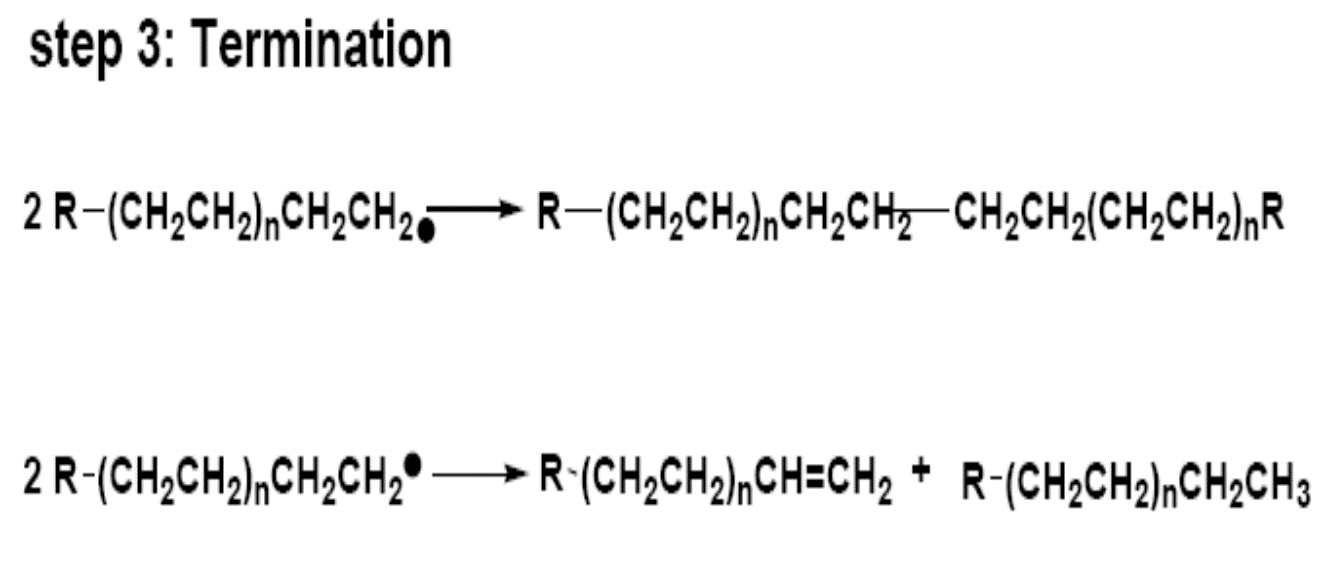 step 3: Termination
2 R-(CH₂CH₂)ₙCH₂CH₂• → R—(CH₂CH₂)ₙCH₂CH₂—CH₂CH₂(CH₂CH₂)ₙR
2 R-(CH₂CH₂)ₙCH₂CH₂• → R-(CH₂CH₂)ₙCH=CH₂ + R-(CH₂CH₂)ₙCH₂CH₃